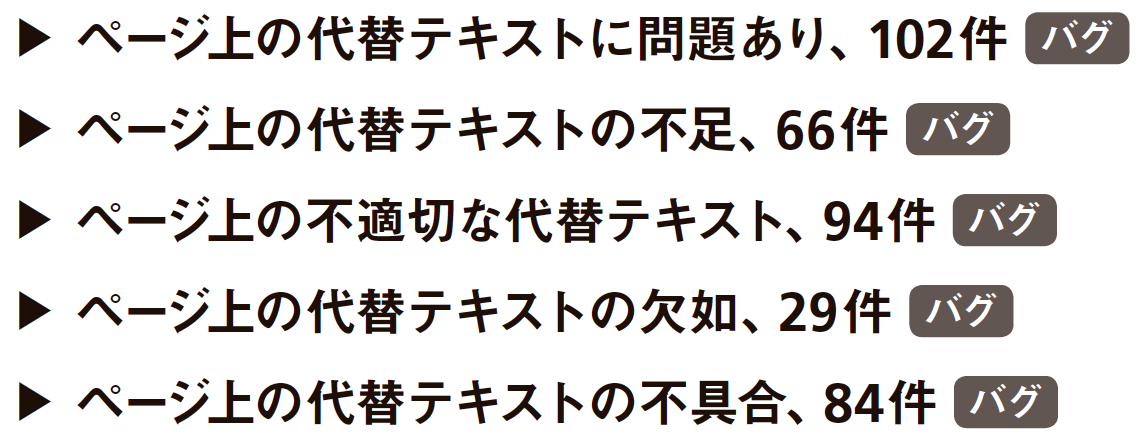 ▶ ページ上の代替テキストに問題あり、102件 バグ
▶ ページ上の代替テキストの不足、66件 バグ
▶ ページ上の不適切な代替テキスト、94件 バグ
▶ ページ上の代替テキストの欠如、29件 バグ
▶ ページ上の代替テキストの不具合、84件 バグ